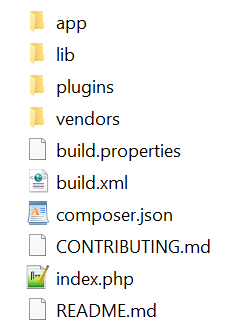 app
lib
plugins
vendors
build.properties
build.xml
composer.json
CONTRIBUTING.md
index.php
README.md